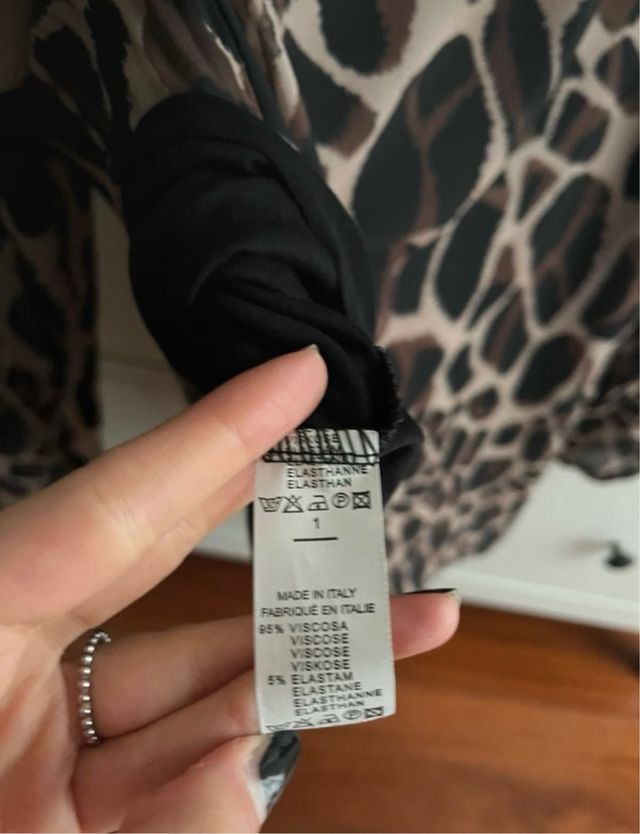 ELASTHANNE
ELASTHAN
1
MADE IN ITALY
FABRIQUÉ EN ITALIE
95% VISCOSA
VISCOSE
VISCOSE
VISKOSE
5% ELASTAM
ELASTANE
ELASTHANNE
ELASTHAN